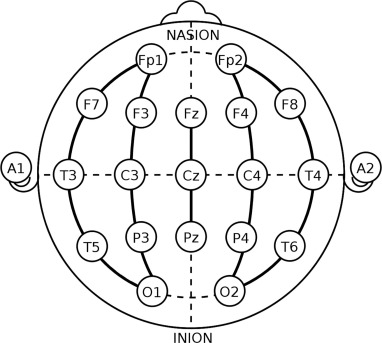 NASION
Fp1 Fp2
F7 F3 Fz F4 F8
A1 T3 C3 Cz C4 T4 A2
T5 P3 Pz P4 T6
O1 O2
INION